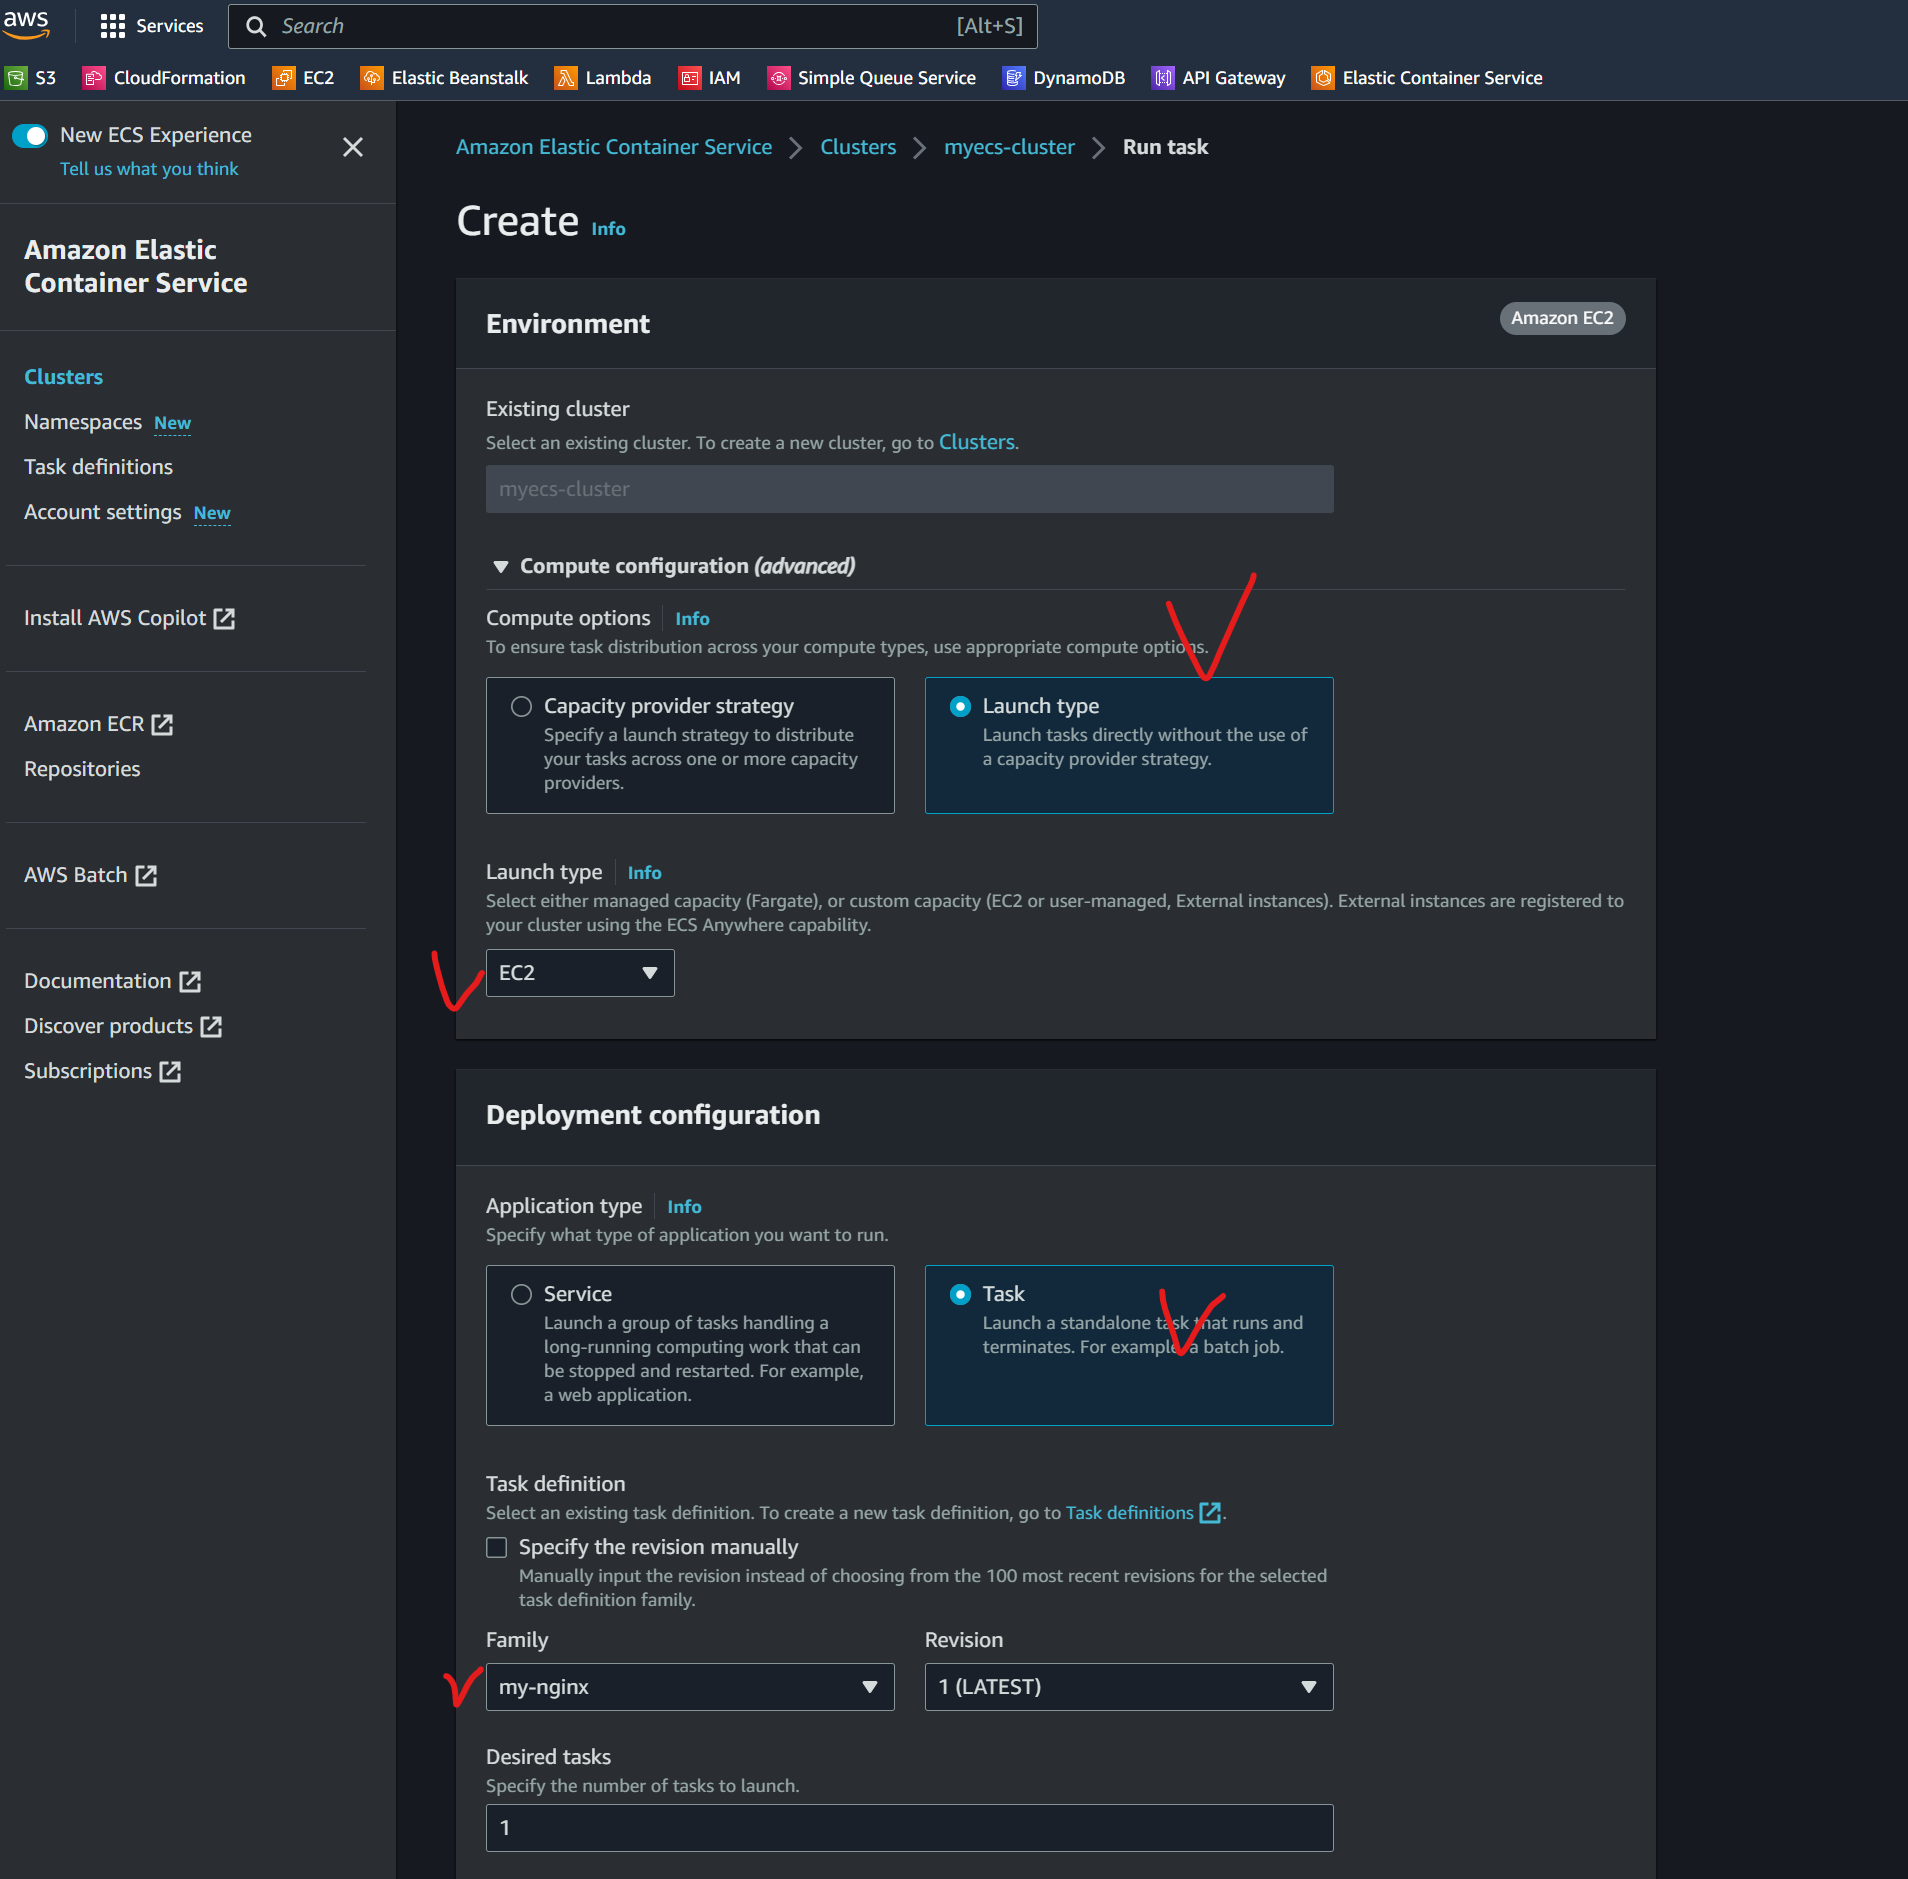 aws
Services
Search
[Alt+S]
S3
CloudFormation
EC2
Elastic Beanstalk
Lambda
IAM
Simple Queue Service
DynamoDB
API Gateway
Elastic Container Service
New ECS Experience
Tell us what you think
Amazon Elastic
Container Service
Clusters
Namespaces New
Task definitions
Account settings New
Install AWS Copilot
Amazon ECR
Repositories
AWS Batch
Documentation
Discover products
Subscriptions
Amazon Elastic Container Service
Clusters
myecs-cluster
Run task
Create Info
Environment
Amazon EC2
Existing cluster
Select an existing cluster. To create a new cluster, go to Clusters.
myecs-cluster
Compute configuration (advanced)
Compute options Info
To ensure task distribution across your compute types, use appropriate compute options.
Capacity provider strategy
Specify a launch strategy to distribute
your tasks across one or more capacity
providers.
Launch type
Launch tasks directly without the use of
a capacity provider strategy.
Launch type Info
Select either managed capacity (Fargate), or custom capacity (EC2 or user-managed, External instances). External instances are registered to
your cluster using the ECS Anywhere capability.
EC2
Deployment configuration
Application type Info
Specify what type of application you want to run.
Service
Launch a group of tasks handling a
long-running computing work that can
be stopped and restarted. For example,
a web application.
Task
Launch a standalone task that runs and
terminates. For example, a batch job.
Task definition
Select an existing task definition. To create a new task definition, go to Task definitions.
Specify the revision manually
Manually input the revision instead of choosing from the 100 most recent revisions for the selected
task definition family.
Family
my-nginx
Revision
1 (LATEST)
Desired tasks
Specify the number of tasks to launch.
1